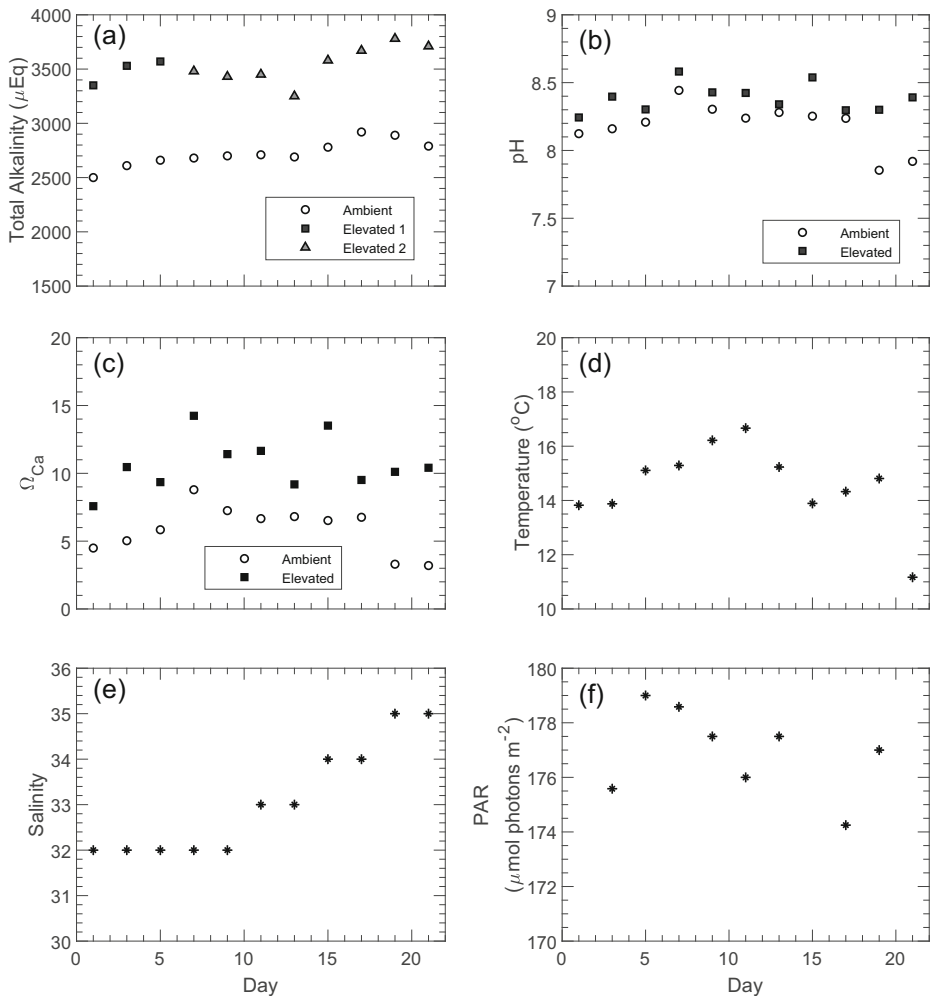 (a)
4000
3500
3000
2500
2000
1500
Total Alkalinity (μEq)
Ambient
Elevated 1
Elevated 2
(b)
9
8.5
8
7.5
7
pH
Ambient
Elevated
(c)
20
15
10
5
0
Ω_Ca
Ambient
Elevated
(d)
20
18
16
14
12
10
Temperature (°C)
(e)
36
35
34
33
32
31
30
Salinity
0 5 10 15 20
Day
(f)
180
178
176
174
172
170
PAR
(μmol photons m⁻²)
0 5 10 15 20
Day